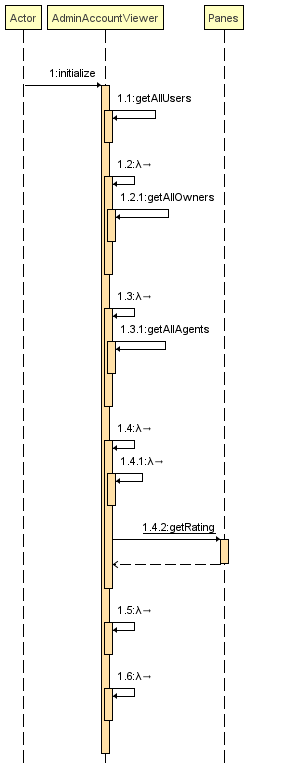 Actor
AdminAccountViewer
Panes
1:initialize
1.1:getAllUsers
1.2:λ→
1.2.1:getAllOwners
1.3:λ→
1.3.1:getAllAgents
1.4:λ→
1.4.1:λ→
1.4.2:getRating
1.5:λ→
1.6:λ→